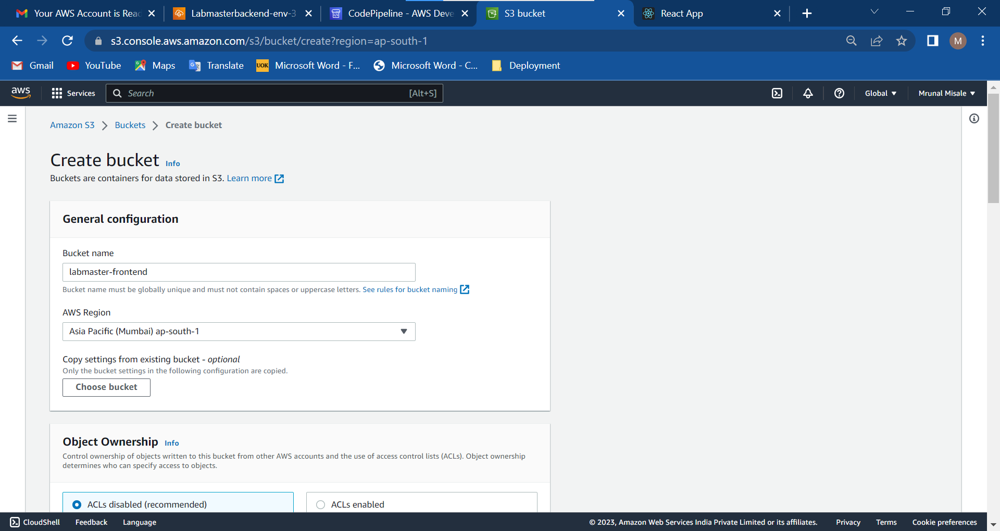 Your AWS Account is Read
Labmasterbackend-env-3
CodePipeline - AWS Deve
S3 bucket
React App
s3.console.aws.amazon.com/s3/bucket/create?region=ap-south-1
M
Gmail
YouTube
Maps
Translate
UOK
Microsoft Word - F...
Microsoft Word - C...
Deployment
aws
Services
Search
[Alt+S]
Global
Mrunal Misale
Amazon S3
Buckets
Create bucket
Create bucket Info
Buckets are containers for data stored in S3. Learn more
General configuration
Bucket name
labmaster-frontend
Bucket name must be globally unique and must not contain spaces or uppercase letters. See rules for bucket naming
AWS Region
Asia Pacific (Mumbai) ap-south-1
Copy settings from existing bucket - optional
Only the bucket settings in the following configuration are copied.
Choose bucket
Object Ownership Info
Control ownership of objects written to this bucket from other AWS accounts and the use of access control lists (ACLs). Object ownership
determines who can specify access to objects.
ACLs disabled (recommended)
ACLs enabled
CloudShell
Feedback
Language
© 2023, Amazon Web Services India Private Limited or its affiliates.
Privacy
Terms
Cookie preferences